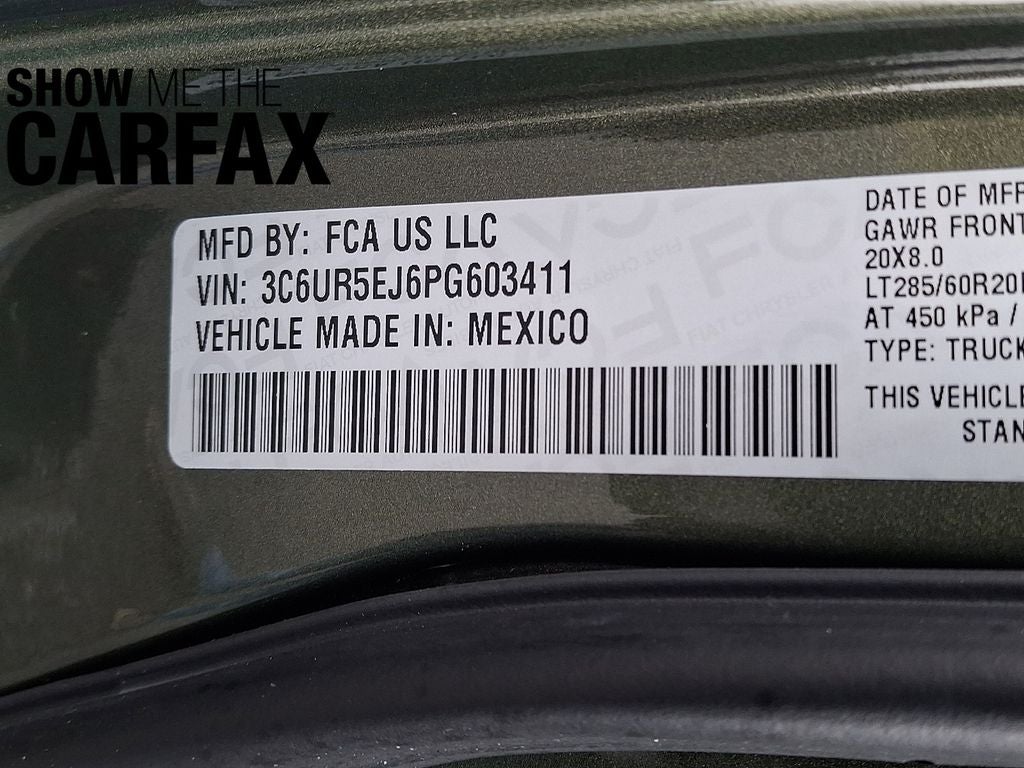 SHOW ME THE
CARFAX
MFD BY: FCA US LLC
VIN: 3C6UR5EJ6PG603411
VEHICLE MADE IN: MEXICO
DATE OF MFR
GAWR FRONT
20X8.0
LT285/60R20
AT 450 kPa /
TYPE: TRUCK
THIS VEHICLE
STAN